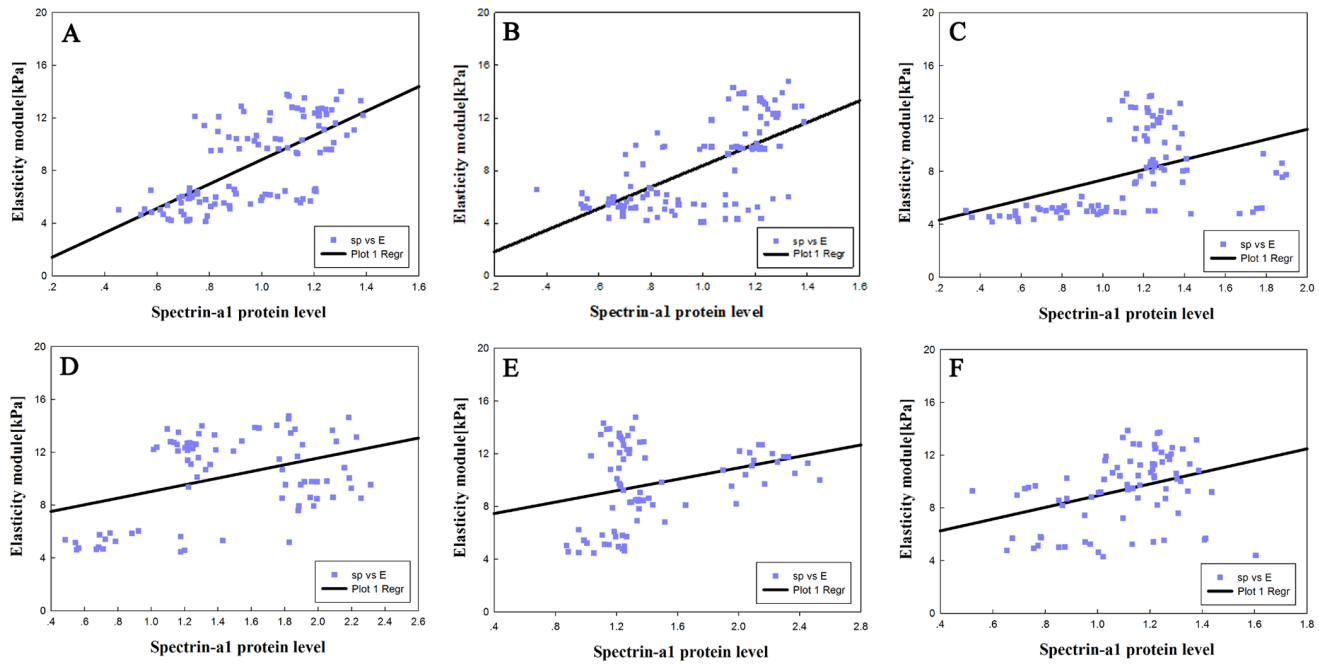 A
Elasticity module[kPa]
20
16
12
8
4
0
sp vs E
Plot 1 Regr
.2 .4 .6 .8 1.0 1.2 1.4 1.6
Spectrin-a1 protein level
B
Elasticity module[kPa]
20
16
12
8
4
0
sp vs E
Plot 1 Regr
.2 .4 .6 .8 1.0 1.2 1.4 1.6
Spectrin-a1 protein level
C
Elasticity module[kPa]
20
16
12
8
4
0
sp vs E
Plot 1 Regr
.2 .4 .6 .8 1.0 1.2 1.4 1.6 1.8 2.0
Spectrin-a1 protein level
D
Elasticity module[kPa]
20
16
12
8
4
0
sp vs E
Plot 1 Regr
.4 .6 .8 1.0 1.2 1.4 1.6 1.8 2.0 2.2 2.4 2.6
Spectrin-a1 protein level
E
Elasticity module[kPa]
20
16
12
8
4
0
sp vs E
Plot 1 Regr
.4 .8 1.2 1.6 2.0 2.4 2.8
Spectrin-a1 protein level
F
Elasticity module[kPa]
20
16
12
8
4
0
sp vs E
Plot 1 Regr
.4 .6 .8 1.0 1.2 1.4 1.6 1.8
Spectrin-a1 protein level